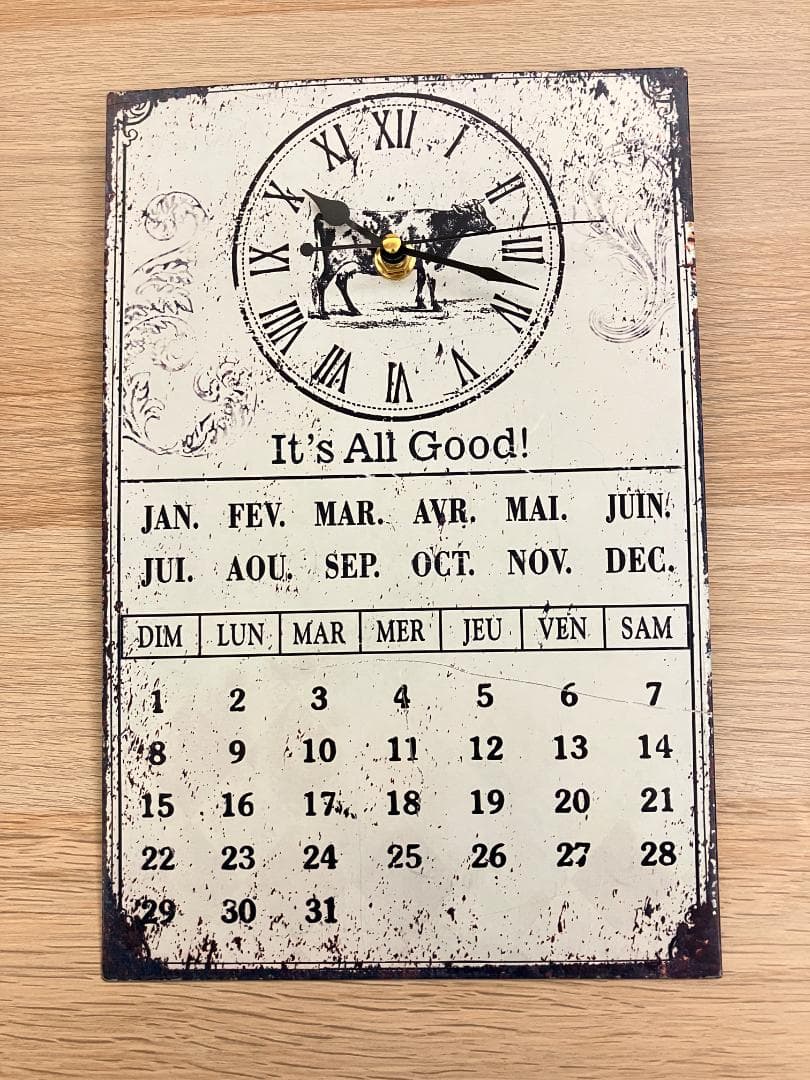 XII
I
II
III
IV
V
VI
VII
VIII
IX
X
XI
It's All Good!
JAN. FEV. MAR. AVR. MAI. JUIN.
JUI. AOU. SEP. OCT. NOV. DEC.
DIM LUN MAR MER JEU VEN SAM
1 2 3 4 5 6 7
8 9 10 11 12 13 14
15 16 17 18 19 20 21
22 23 24 25 26 27 28
29 30 31